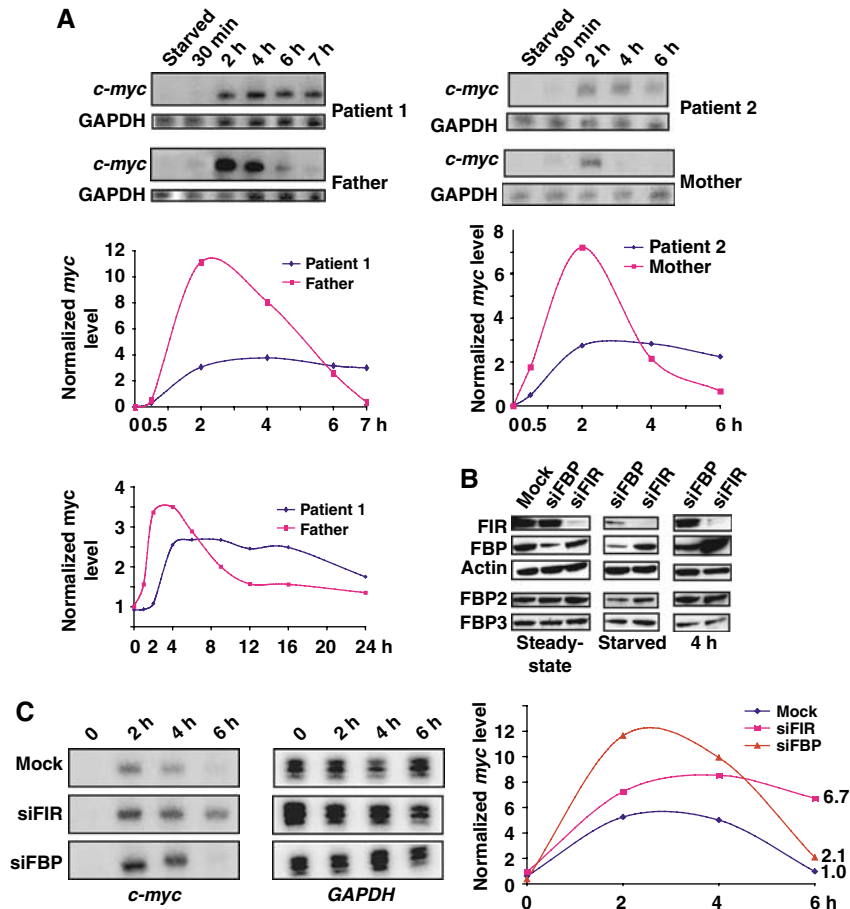 A
Starved 30 min 2 h 4 h 6 h 7 h
c-myc
GAPDH
Patient 1
c-myc
GAPDH
Father
Starved 30 min 2 h 4 h 6 h
c-myc
GAPDH
Patient 2
c-myc
GAPDH
Mother
Normalized myc level
12
10
8
6
4
2
0
0 0.5 2 4 6 7 h
Patient 1
Father
Normalized myc level
8
6
4
2
0
0 0.5 2 4 6 h
Patient 2
Mother
Normalized myc level
4
3
2
1
0 2 4 8 12 16 20 24 h
Patient 1
Father
B
Mock siFBP siFIR siFBP siFIR siFBP siFIR
FIR
FBP
Actin
FBP2
FBP3
Steady-state Starved 4 h
C
0 2 h 4 h 6 h
Mock
siFIR
siFBP
c-myc
0 2 h 4 h 6 h
GAPDH
Normalized myc level
12
10
8
6
4
2
0
0 2 4 6 h
Mock
siFIR
siFBP
6.7
2.1
1.0